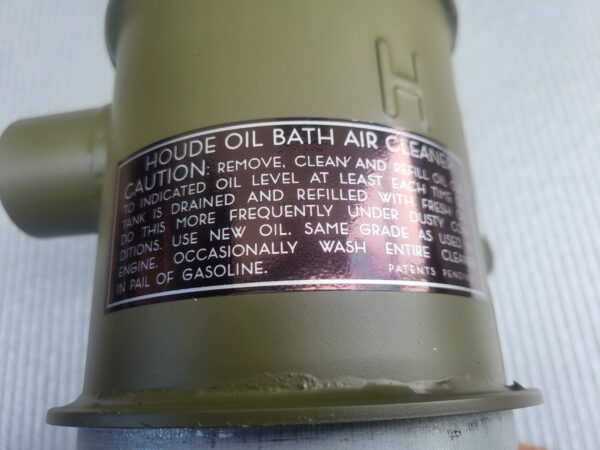 H
HOUDE OIL BATH AIR CLEANER
CAUTION: REMOVE, CLEAN AND REFILL OIL
TO INDICATED OIL LEVEL AT LEAST EACH TIME
TANK IS DRAINED AND REFILLED WITH FRESH
DO THIS MORE FREQUENTLY UNDER DUSTY CON
DITIONS. USE NEW OIL. SAME GRADE AS USED
ENGINE. OCCASIONALLY WASH ENTIRE CLEAN
IN PAIL OF GASOLINE.
PATENTS PENDING